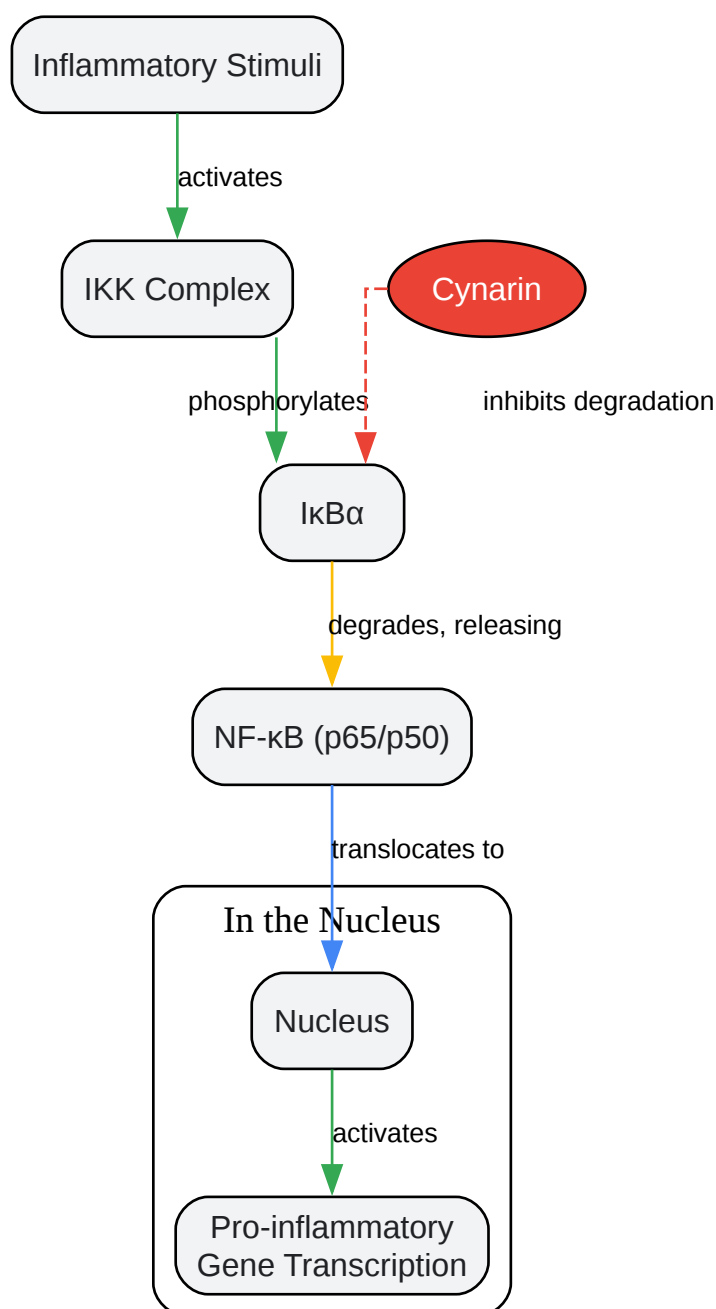 Inflammatory Stimuli
activates
IKK Complex
Cynarin
phosphorylates
inhibits degradation
IκBα
degrades, releasing
NF-κB (p65/p50)
translocates to
In the Nucleus
Nucleus
activates
Pro-inflammatory
Gene Transcription